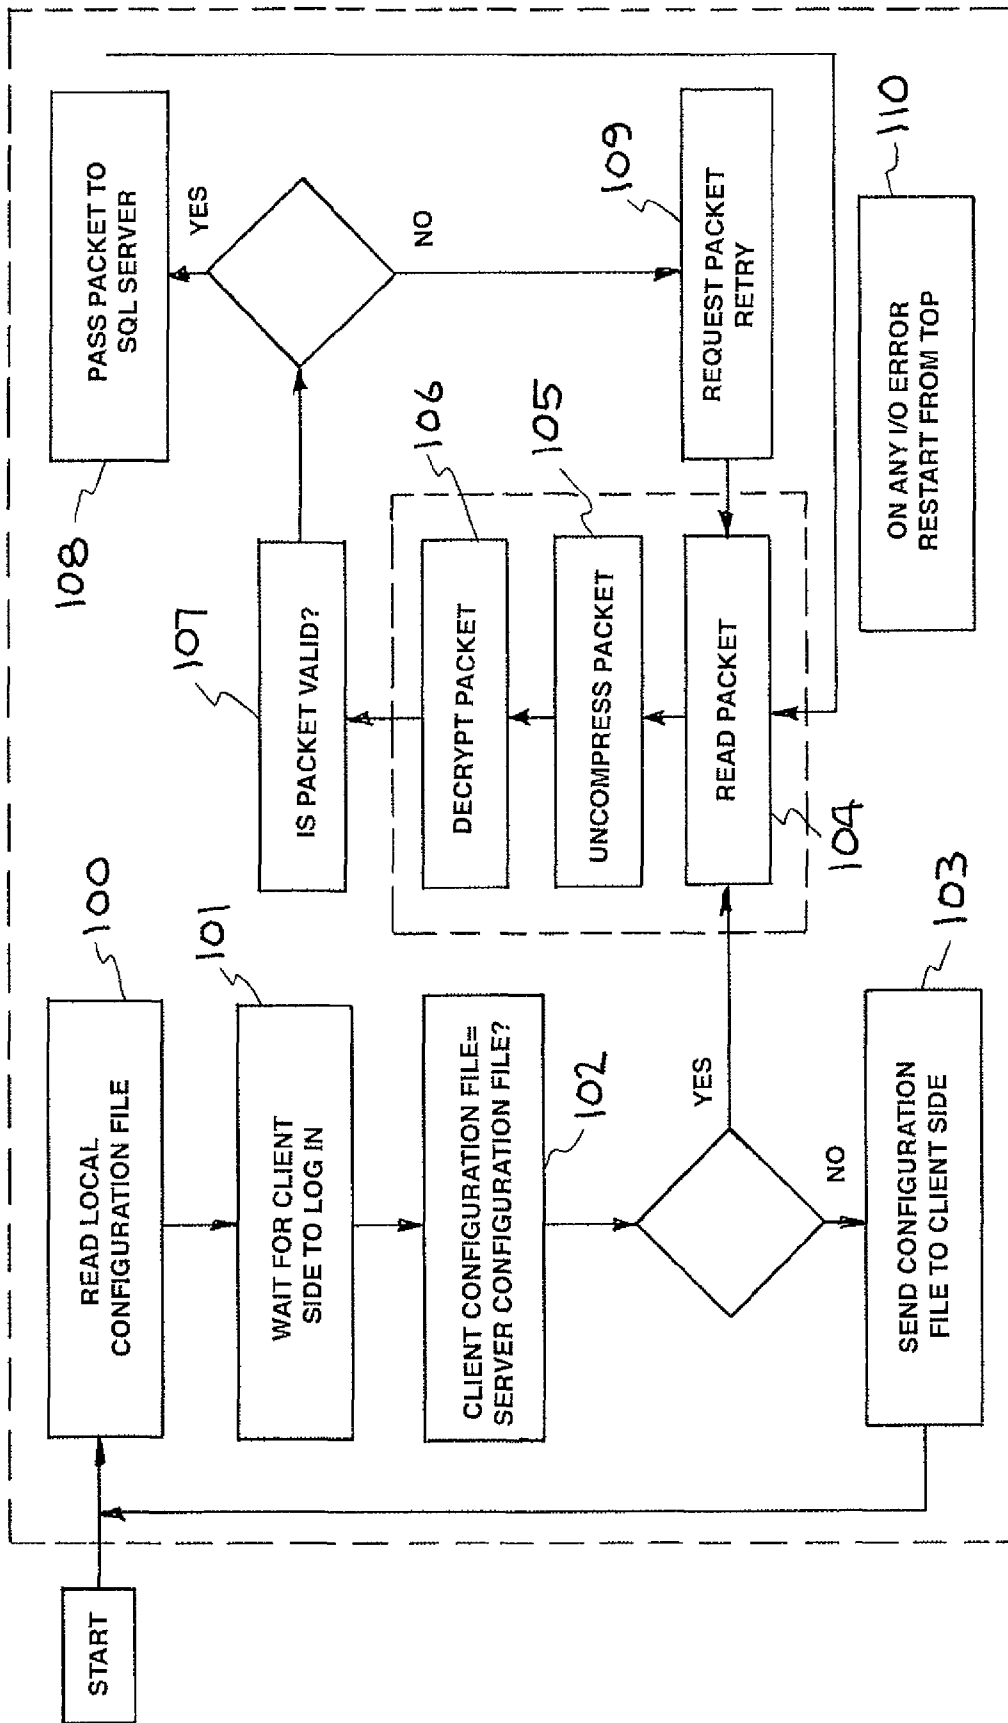 START
READ LOCAL
CONFIGURATION FILE
100
WAIT FOR CLIENT
SIDE TO LOG IN
101
CLIENT CONFIGURATION FILE=
SERVER CONFIGURATION FILE?
102
YES
NO
SEND CONFIGURATION
FILE TO CLIENT SIDE
103
READ PACKET
104
UNCOMPRESS PACKET
105
DECRYPT PACKET
106
IS PACKET VALID?
107
YES
NO
PASS PACKET TO
SQL SERVER
108
REQUEST PACKET
RETRY
109
ON ANY I/O ERROR
RESTART FROM TOP
110